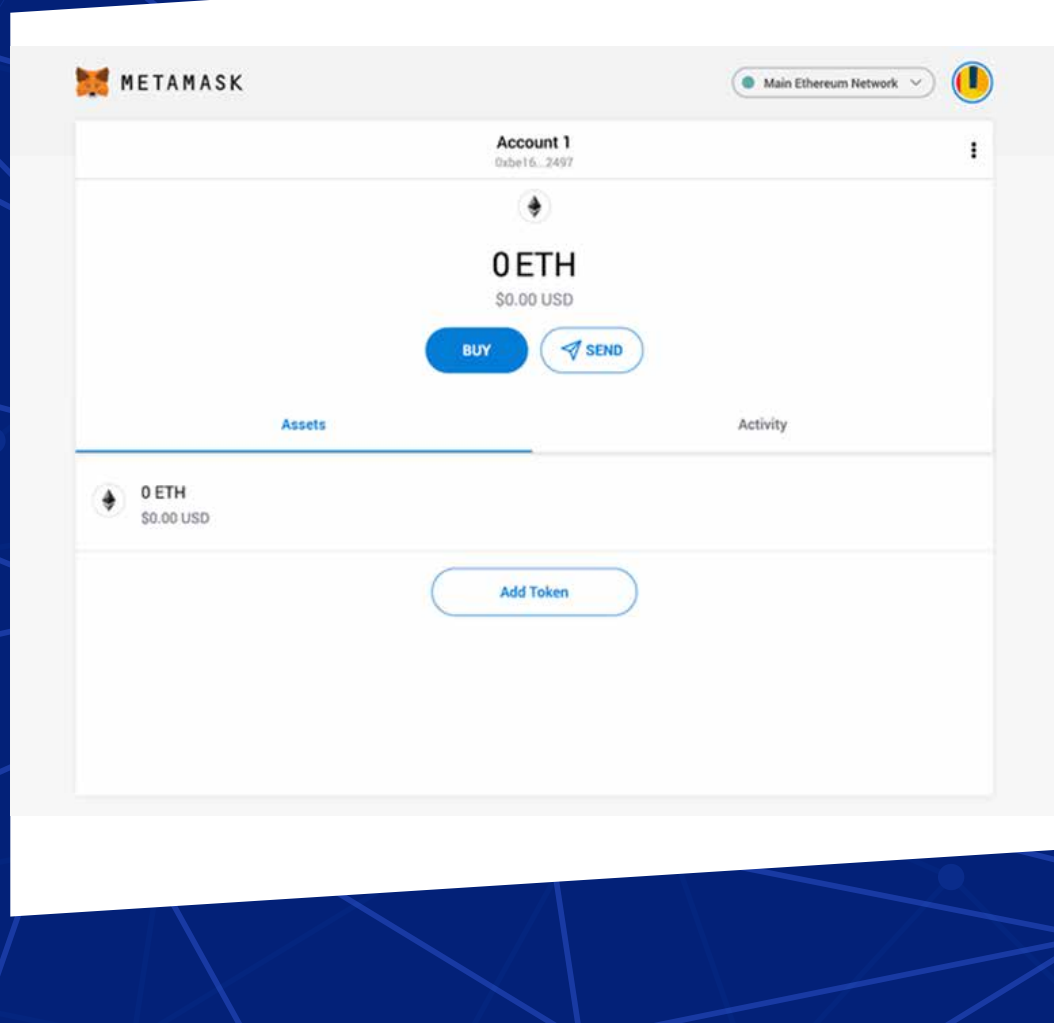 METAMASK
Main Ethereum Network
Account 1
0xbe16...2497
0 ETH
$0.00 USD
BUY
SEND
Assets
Activity
0 ETH
$0.00 USD
Add Token